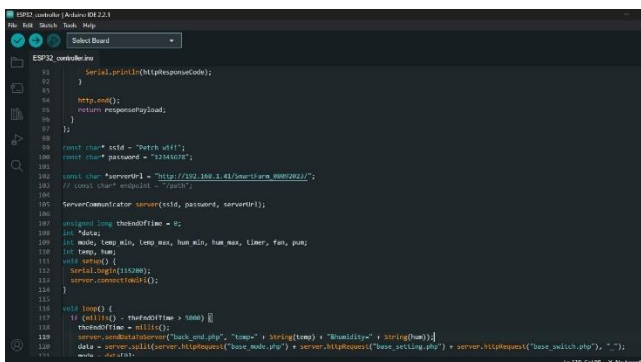 ESP32_controller | Arduino IDE 2.2.1
File Edit Sketch Tools Help
Select Board
ESP32_controller.ino
91 Serial.println(httpResponseCode);
92 }
93
94 http.end();
95 return responsePayload;
96 }
97 };
98
99 const char* ssid = "Petch wifi";
100 const char* password = "12345678";
101
102 const char *serverUrl = "http://192.168.1.41/SmartFarm_08092023/";
103 // const char* endpoint = "/path";
104
105 ServerCommunicator server(ssid, password, serverUrl);
106
107 unsigned long theEndOfTime = 0;
108 int *data;
109 int mode, temp_min, temp_max, hum_min, hum_max, timer, fan, pum;
110 int temp, hum;
111 void setup() {
112 Serial.begin(115200);
113 server.connectToWiFi();
114 }
115
116 void loop() {
117 if (millis() - theEndOfTime > 5000) {
118 theEndOfTime = millis();
119 server.sendDataToServer("back_end.php", "temp=" + String(temp) + "&humidity=" + String(hum));
120 data = server.split(server.httpRequest("base_mode.php") + server.httpRequest("base_setting.php") + server.httpRequest("base_switch.php"), "_");
121 mode = data[0];